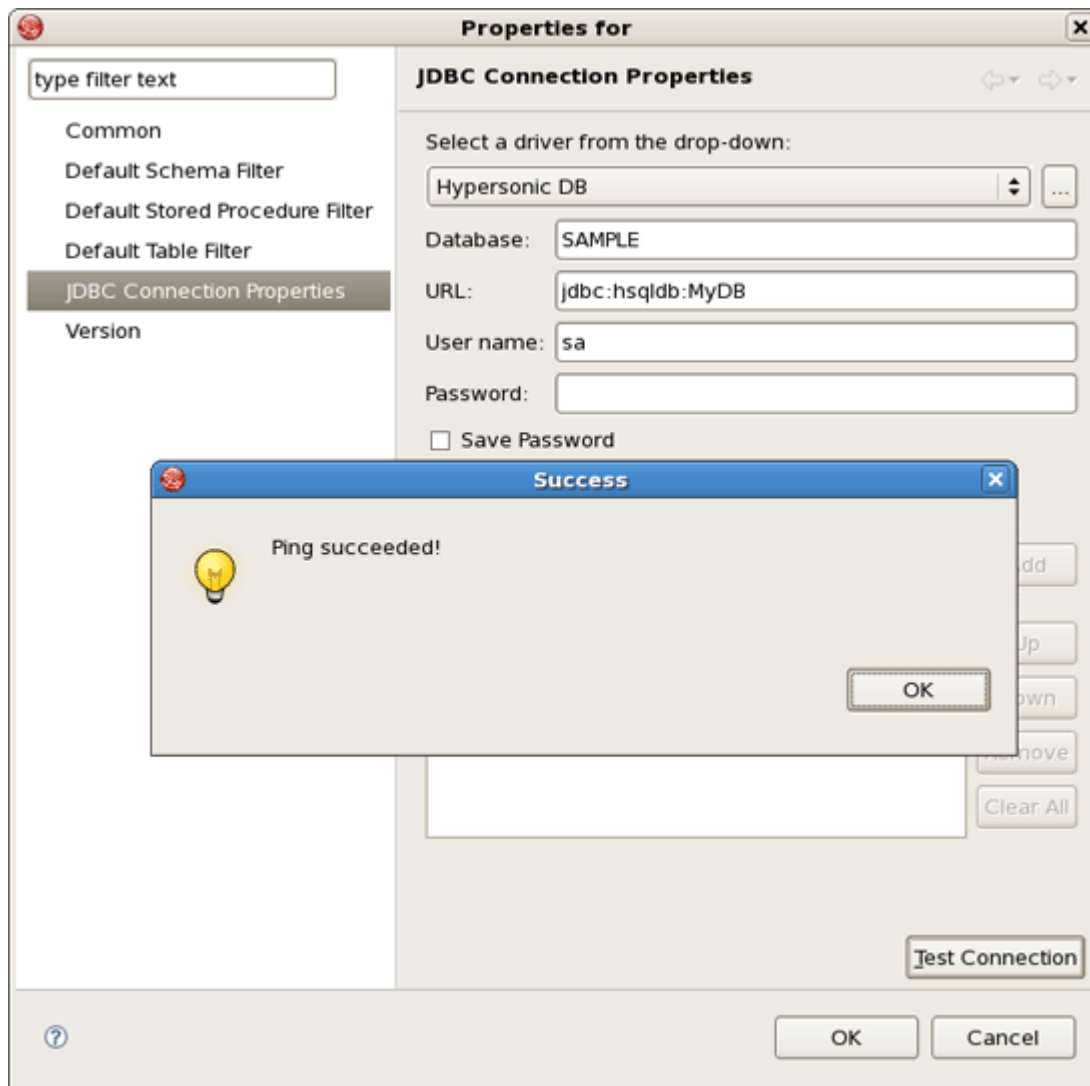 Properties for
type filter text
Common
Default Schema Filter
Default Stored Procedure Filter
Default Table Filter
JDBC Connection Properties
Version
JDBC Connection Properties
Select a driver from the drop-down:
Hypersonic DB
...
Database: SAMPLE
URL: jdbc:hsqldb:MyDB
User name: sa
Password:
Save Password
Success
Ping succeeded!
OK
Clear All
Test Connection
OK Cancel